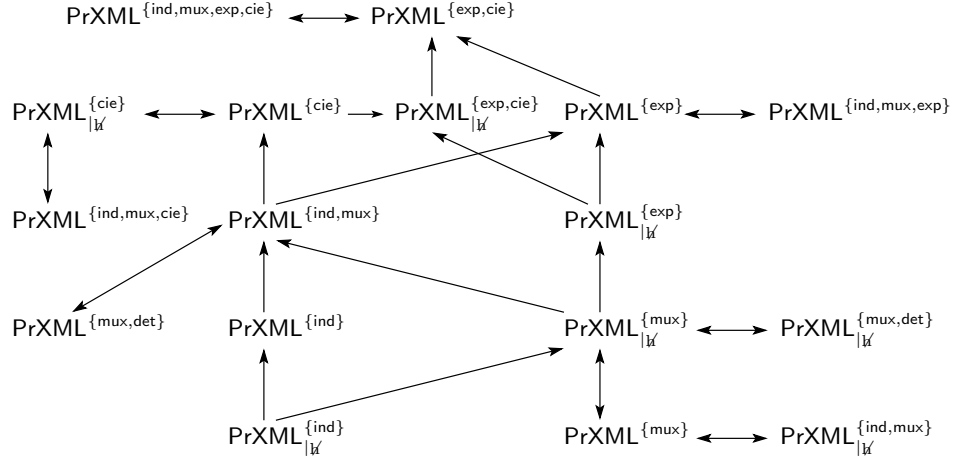 PrXML^{ind,mux,exp,cie} PrXML^{exp,cie}
PrXML^{cie}_{|h̸} PrXML^{cie} PrXML^{exp,cie}_{|h̸} PrXML^{exp} PrXML^{ind,mux,exp}
PrXML^{ind,mux,cie} PrXML^{ind,mux} PrXML^{exp}_{|h̸}
PrXML^{mux,det} PrXML^{ind} PrXML^{mux}_{|h̸} PrXML^{mux,det}_{|h̸}
PrXML^{ind}_{|h̸} PrXML^{mux} PrXML^{ind,mux}_{|h̸}